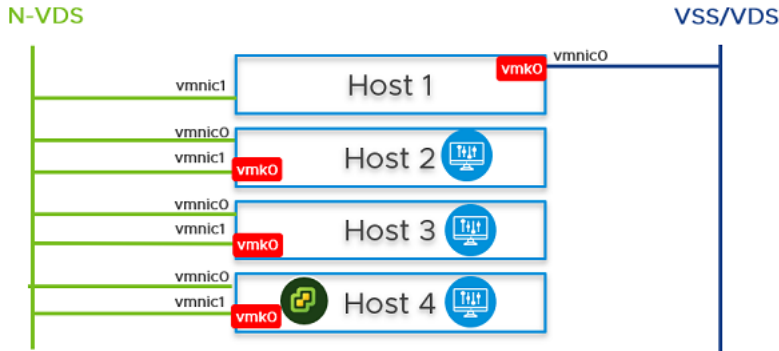 N-VDS
VSS/VDS
vmnic0
vmk0
vmnic1
Host 1
vmnic0
vmnic1
vmk0
Host 2
vmnic0
vmnic1
vmk0
Host 3
vmnic0
vmnic1
vmk0
Host 4